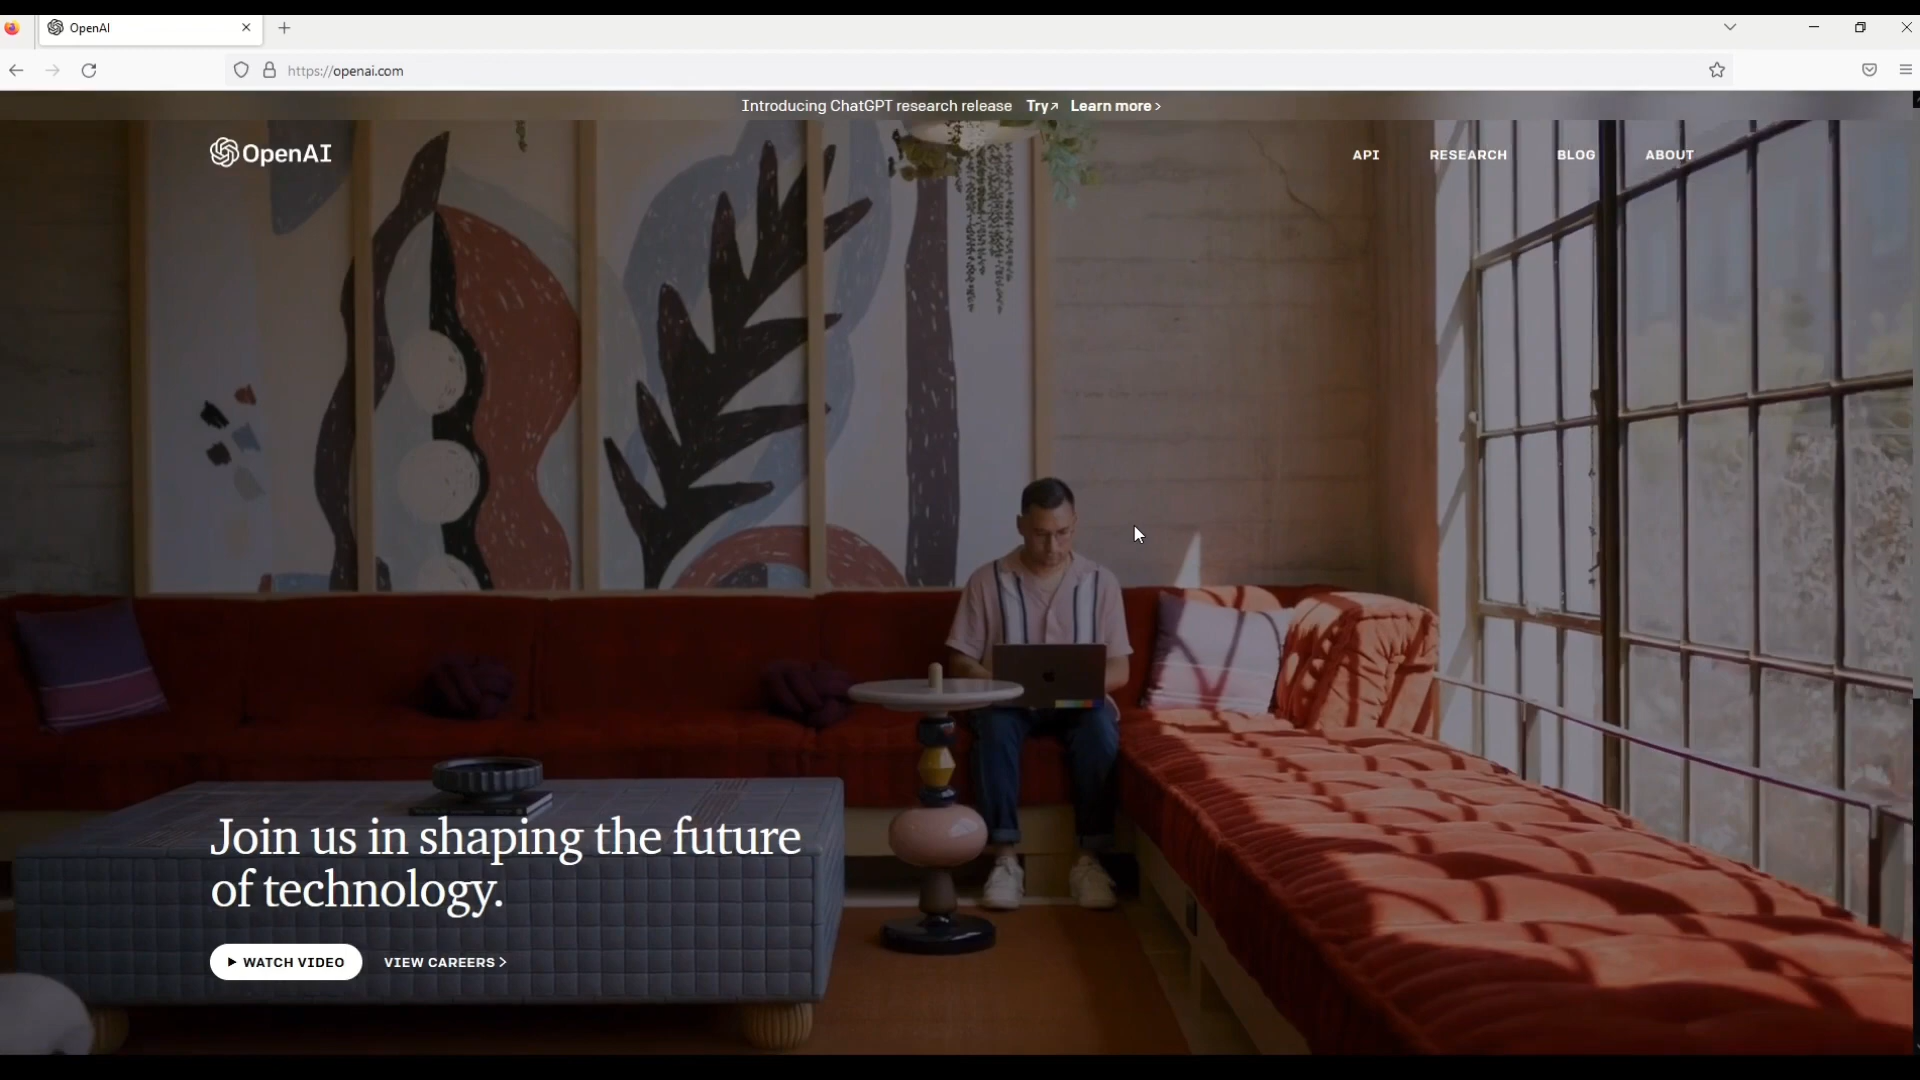 OpenAI
https://openai.com
Introducing ChatGPT research release Try↗ Learn more >
OpenAI
API RESEARCH BLOG ABOUT
Join us in shaping the future
of technology.
WATCH VIDEO VIEW CAREERS >